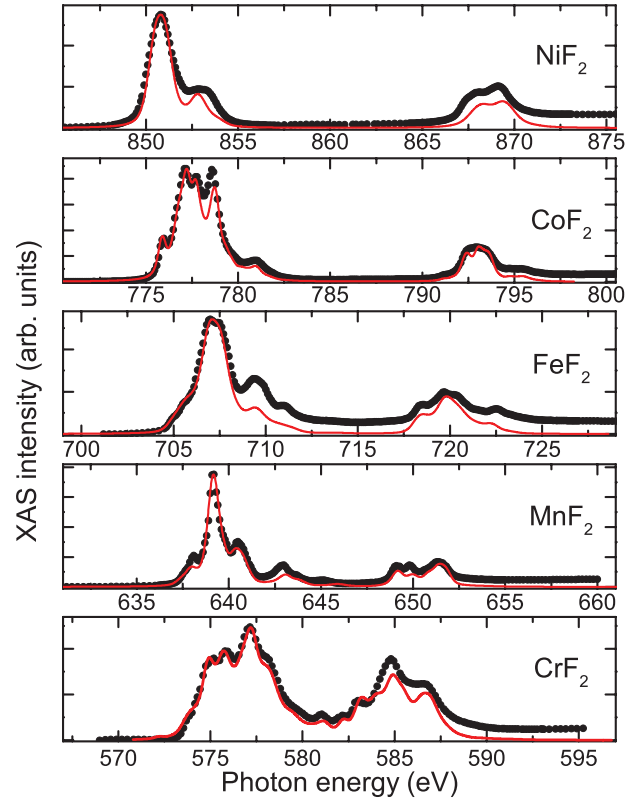 NiF2
850 855 860 865 870 875
CoF2
775 780 785 790 795 800
FeF2
700 705 710 715 720 725
MnF2
635 640 645 650 655 660
CrF2
570 575 580 585 590 595
Photon energy (eV)
XAS intensity (arb. units)